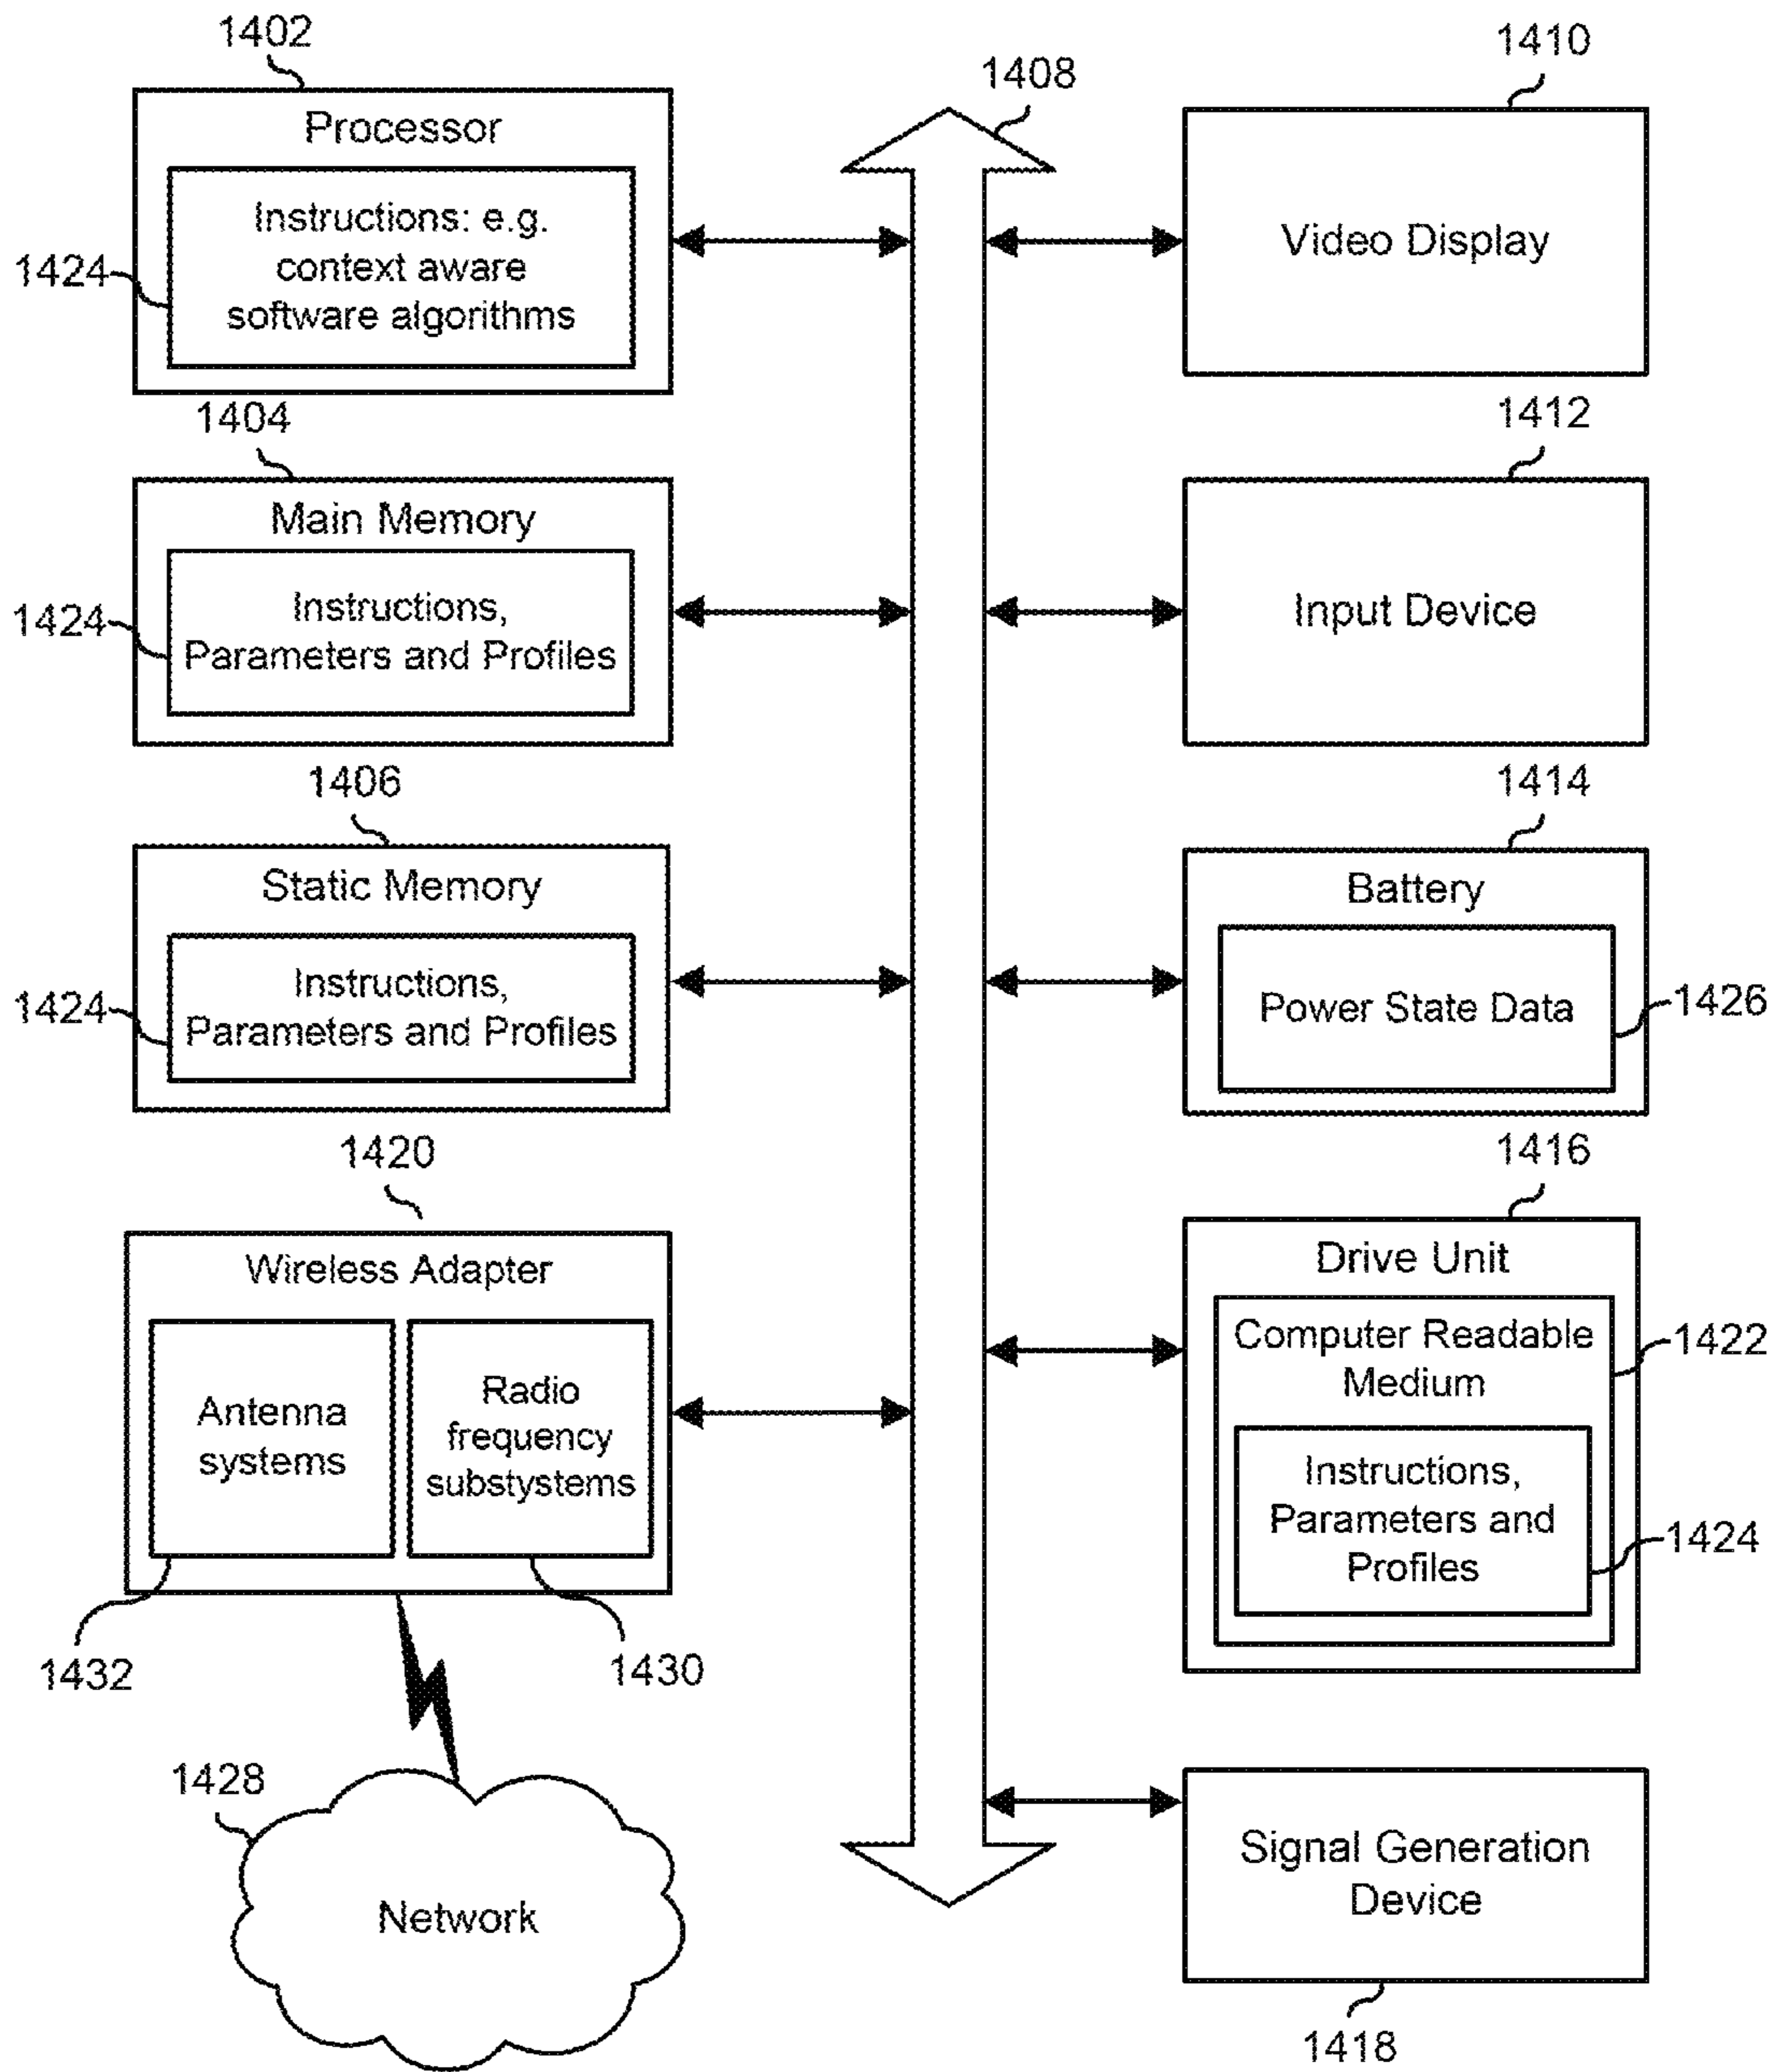 1402
Processor
Instructions: e.g.
context aware
software algorithms
1424
1404
Main Memory
Instructions,
Parameters and Profiles
1424
1406
Static Memory
Instructions,
Parameters and Profiles
1424
1420
Wireless Adapter
Antenna
systems
Radio
frequency
substystems
1432
1430
1428
Network
1408
1410
Video Display
1412
Input Device
1414
Battery
Power State Data
1426
1416
Drive Unit
Computer Readable
Medium
1422
Instructions,
Parameters and
Profiles
1424
Signal Generation
Device
1418